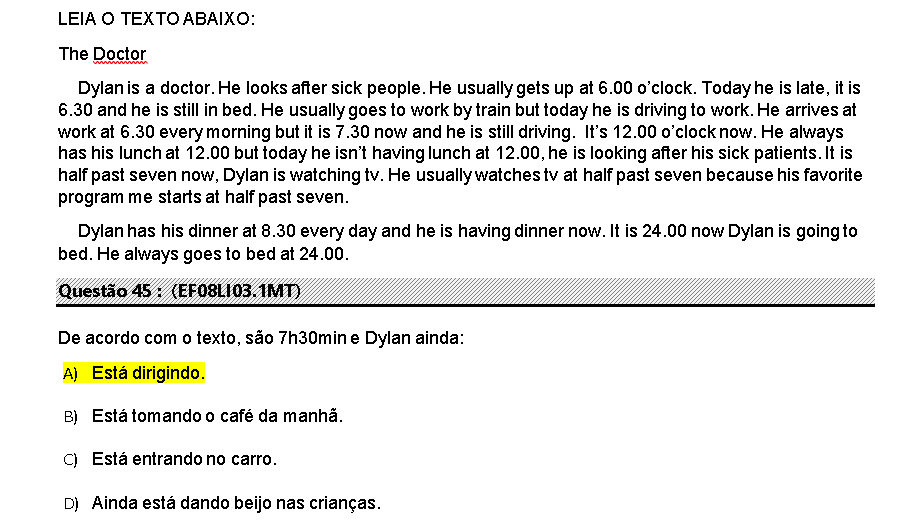 LEIA O TEXTO ABAIXO:
The Doctor
Dylan is a doctor. He looks after sick people. He usually gets up at 6.00 o'clock. Today he is late, it is
6.30 and he is still in bed. He usually goes to work by train but today he is driving to work. He arrives at
work at 6.30 every morning but it is 7.30 now and he is still driving. It's 12.00 o'clock now. He always
has his lunch at 12.00 but today he isn't having lunch at 12.00, he is looking after his sick patients. It is
half past seven now, Dylan is watching tv. He usually watches tv at half past seven because his favorite
program me starts at half past seven.
Dylan has his dinner at 8.30 every day and he is having dinner now. It is 24.00 now Dylan is going to
bed. He always goes to bed at 24.00.
Questão 45 : (EF08LI03.1MT)
De acordo com o texto, são 7h30min e Dylan ainda:
A) Está dirigindo.
B) Está tomando o café da manhã.
C) Está entrando no carro.
D) Ainda está dando beijo nas crianças.